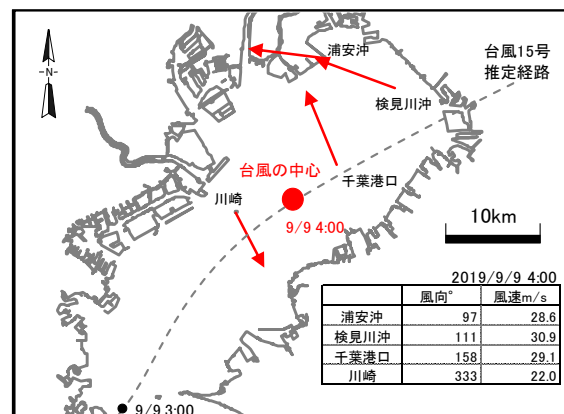 N
浦安沖
台風15号
推定経路
検見川沖
台風の中心
千葉港口
川崎
9/9 4:00
10km
2019/9/9 4:00
風向° 風速m/s
浦安沖 97 28.6
検見川沖 111 30.9
千葉港口 158 29.1
川崎 333 22.0
9/9 3:00